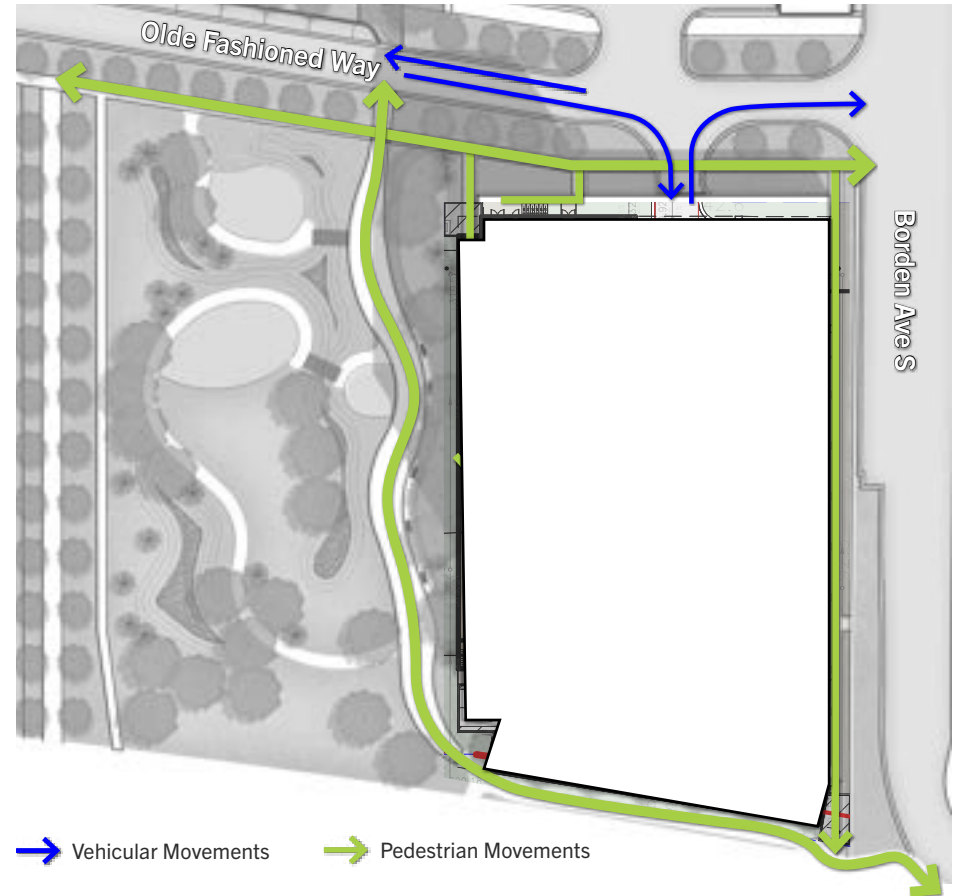 Olde Fashioned Way
Borden Ave S
Vehicular Movements
Pedestrian Movements